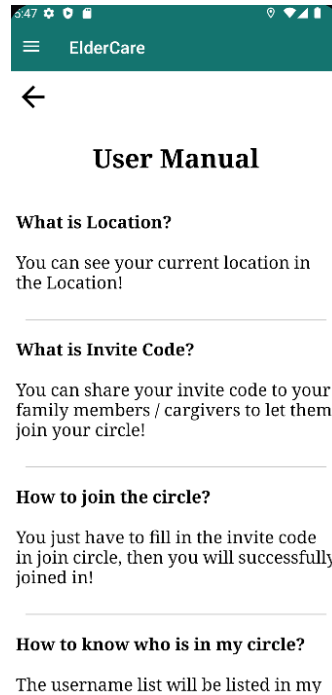 5:47
ElderCare
User Manual
What is Location?
You can see your current location in
the Location!
What is Invite Code?
You can share your invite code to your
family members / cargivers to let them
join your circle!
How to join the circle?
You just have to fill in the invite code
in join circle, then you will successfully
joined in!
How to know who is in my circle?
The username list will be listed in my